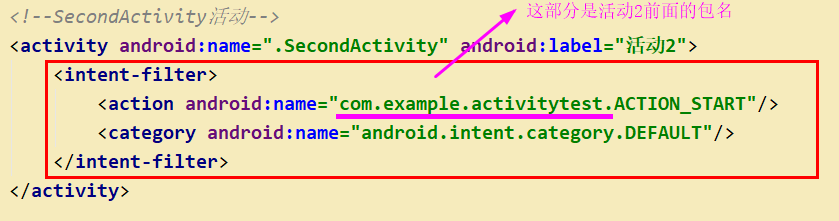 <!--SecondActivity活动-->
这部分是活动2前面的包名
<activity android:name=".SecondActivity" android:label="活动2">
<intent-filter>
<action android:name="com.example.activitytest.ACTION_START"/>
<category android:name="android.intent.category.DEFAULT"/>
</intent-filter>
</activity>